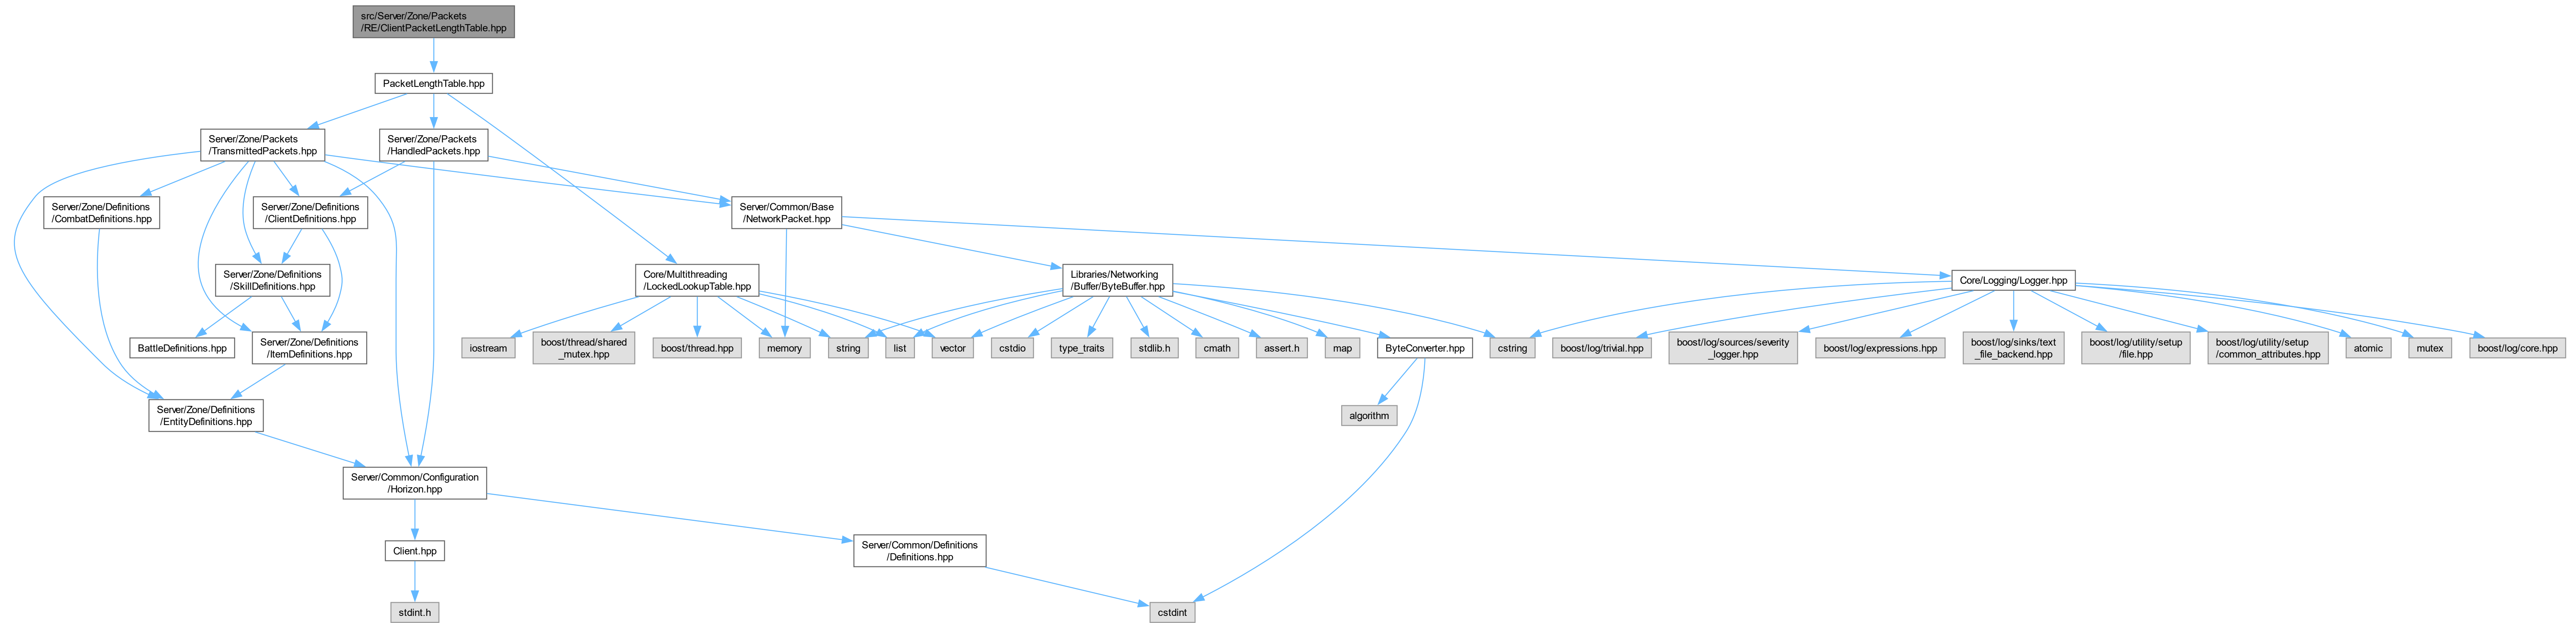 src/Server/Zone/Packets
/RE/ClientPacketLengthTable.hpp
PacketLengthTable.hpp
Server/Zone/Packets
/TransmittedPackets.hpp
Server/Zone/Packets
/HandledPackets.hpp
Server/Zone/Definitions
/CombatDefinitions.hpp
Server/Zone/Definitions
/ClientDefinitions.hpp
Server/Common/Base
/NetworkPacket.hpp
Server/Zone/Definitions
/SkillDefinitions.hpp
Core/Multithreading
/LockedLookupTable.hpp
Libraries/Networking
/Buffer/ByteBuffer.hpp
Core/Logging/Logger.hpp
BattleDefinitions.hpp
Server/Zone/Definitions
/ItemDefinitions.hpp
iostream
boost/thread/shared
_mutex.hpp
boost/thread.hpp
memory
string
list
vector
cstdio
type_traits
stdlib.h
cmath
assert.h
map
ByteConverter.hpp
cstring
boost/log/trivial.hpp
boost/log/sources/severity
_logger.hpp
boost/log/expressions.hpp
boost/log/sinks/text
_file_backend.hpp
boost/log/utility/setup
/file.hpp
boost/log/utility/setup
/common_attributes.hpp
atomic
mutex
boost/log/core.hpp
Server/Zone/Definitions
/EntityDefinitions.hpp
algorithm
Server/Common/Configuration
/Horizon.hpp
Client.hpp
Server/Common/Definitions
/Definitions.hpp
stdint.h
cstdint